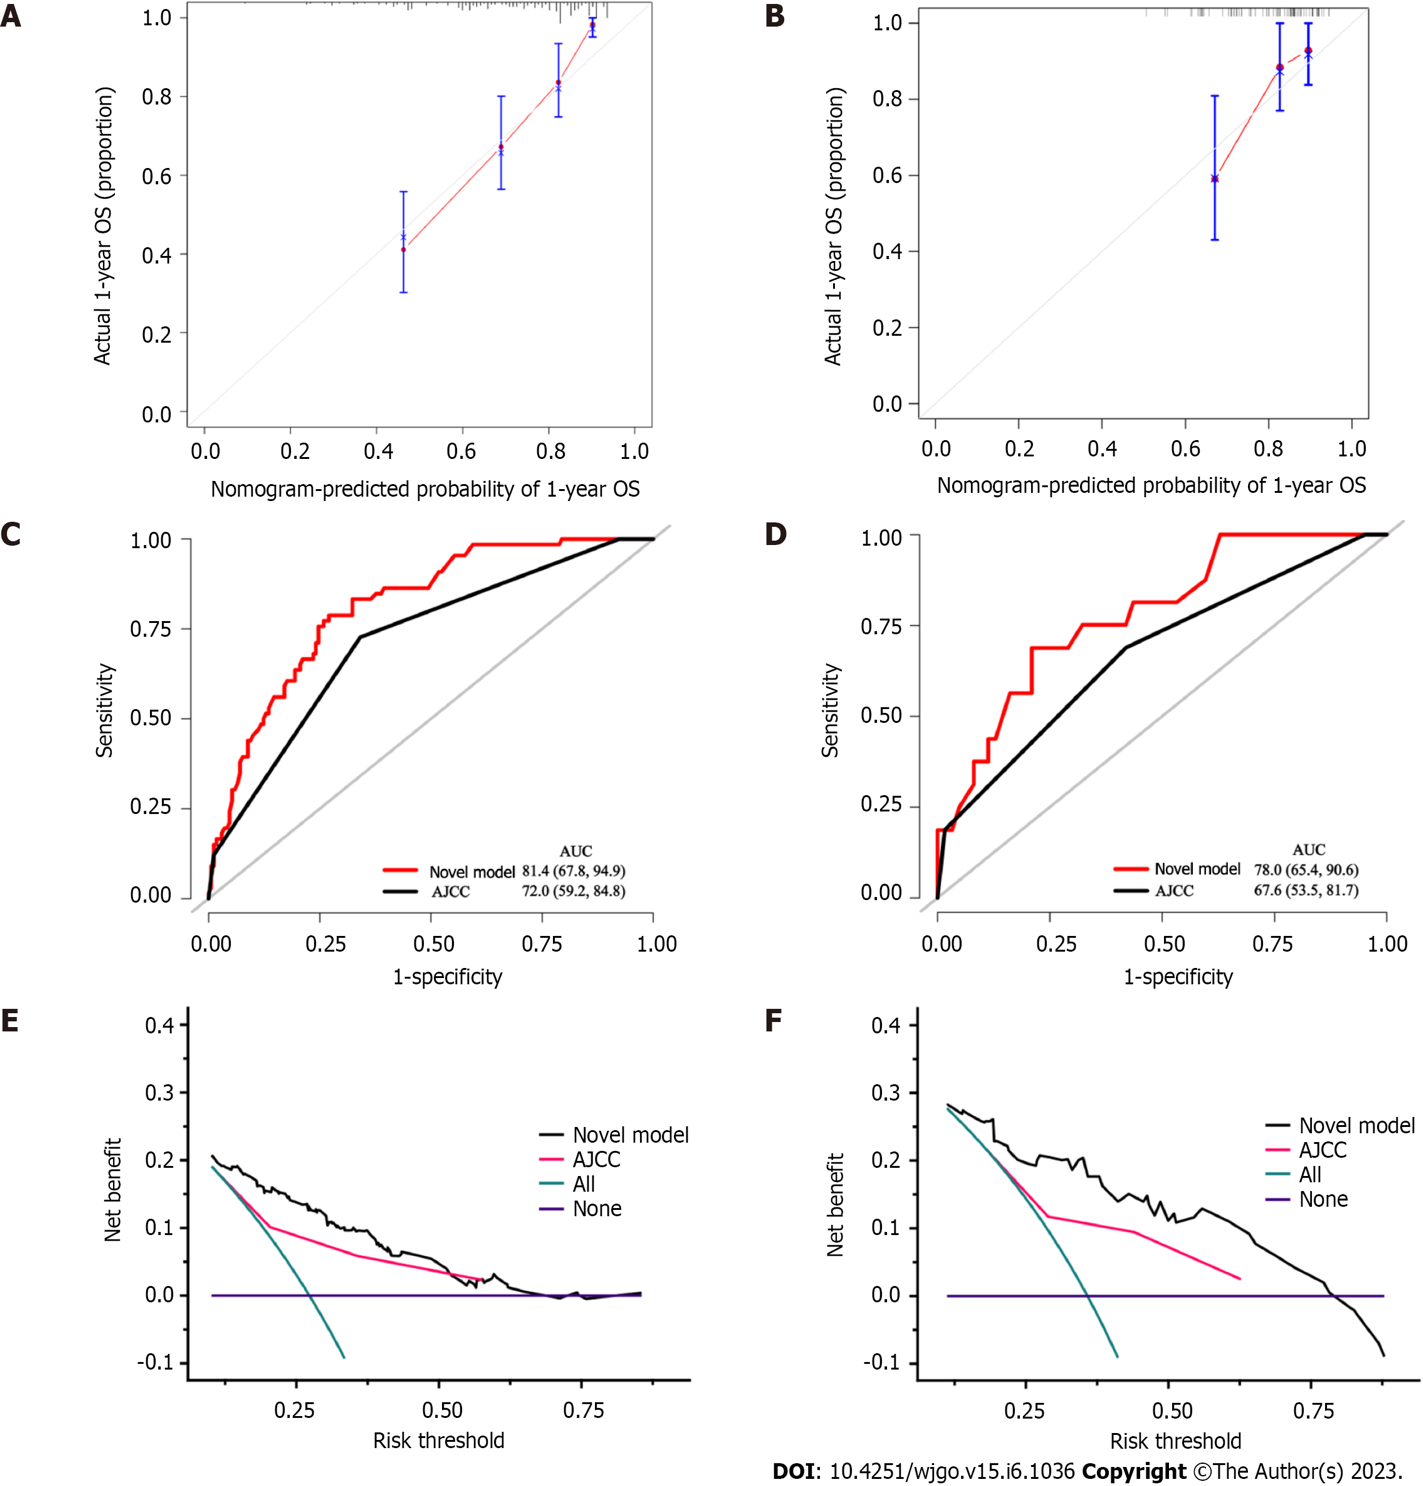 A
1.0
0.8
0.6
0.4
0.2
0.0
Actual 1-year OS (proportion)
0.0 0.2 0.4 0.6 0.8 1.0
Nomogram-predicted probability of 1-year OS
B
1.0
0.8
0.6
0.4
0.2
0.0
Actual 1-year OS (proportion)
0.0 0.2 0.4 0.6 0.8 1.0
Nomogram-predicted probability of 1-year OS
C
1.00
0.75
0.50
0.25
0.00
Sensitivity
AUC
Novel model 81.4 (67.8, 94.9)
AJCC 72.0 (59.2, 84.8)
0.00 0.25 0.50 0.75 1.00
1-specificity
D
1.00
0.75
0.50
0.25
0.00
Sensitivity
AUC
Novel model 78.0 (65.4, 90.6)
AJCC 67.6 (53.5, 81.7)
0.00 0.25 0.50 0.75 1.00
1-specificity
E
0.4
0.3
0.2
0.1
0.0
-0.1
Net benefit
Novel model
AJCC
All
None
0.25 0.50 0.75
Risk threshold
F
0.4
0.3
0.2
0.1
0.0
-0.1
Net benefit
Novel model
AJCC
All
None
0.25 0.50 0.75
Risk threshold
DOI: 10.4251/wjgo.v15.i6.1036 Copyright ©The Author(s) 2023.